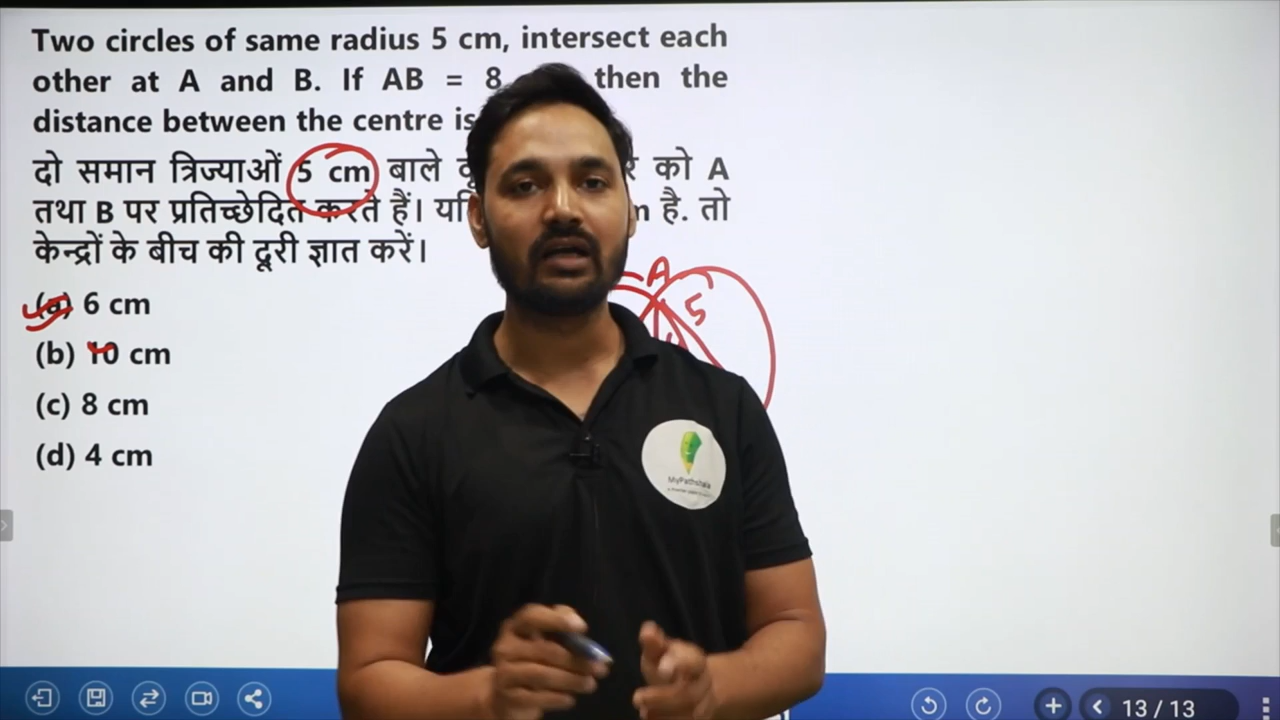 Two circles of same radius 5 cm, intersect each
other at A and B. If AB = 8 then the
distance between the centre is
दो समान त्रिज्याओं 5 cm बाले को A
तथा B पर प्रतिच्छेदित करते हैं। है. तो
केन्द्रों के बीच की दूरी ज्ञात करें।
A
5
(a) 6 cm
(b) 10 cm
(c) 8 cm
(d) 4 cm
MyPathshala
13 / 13